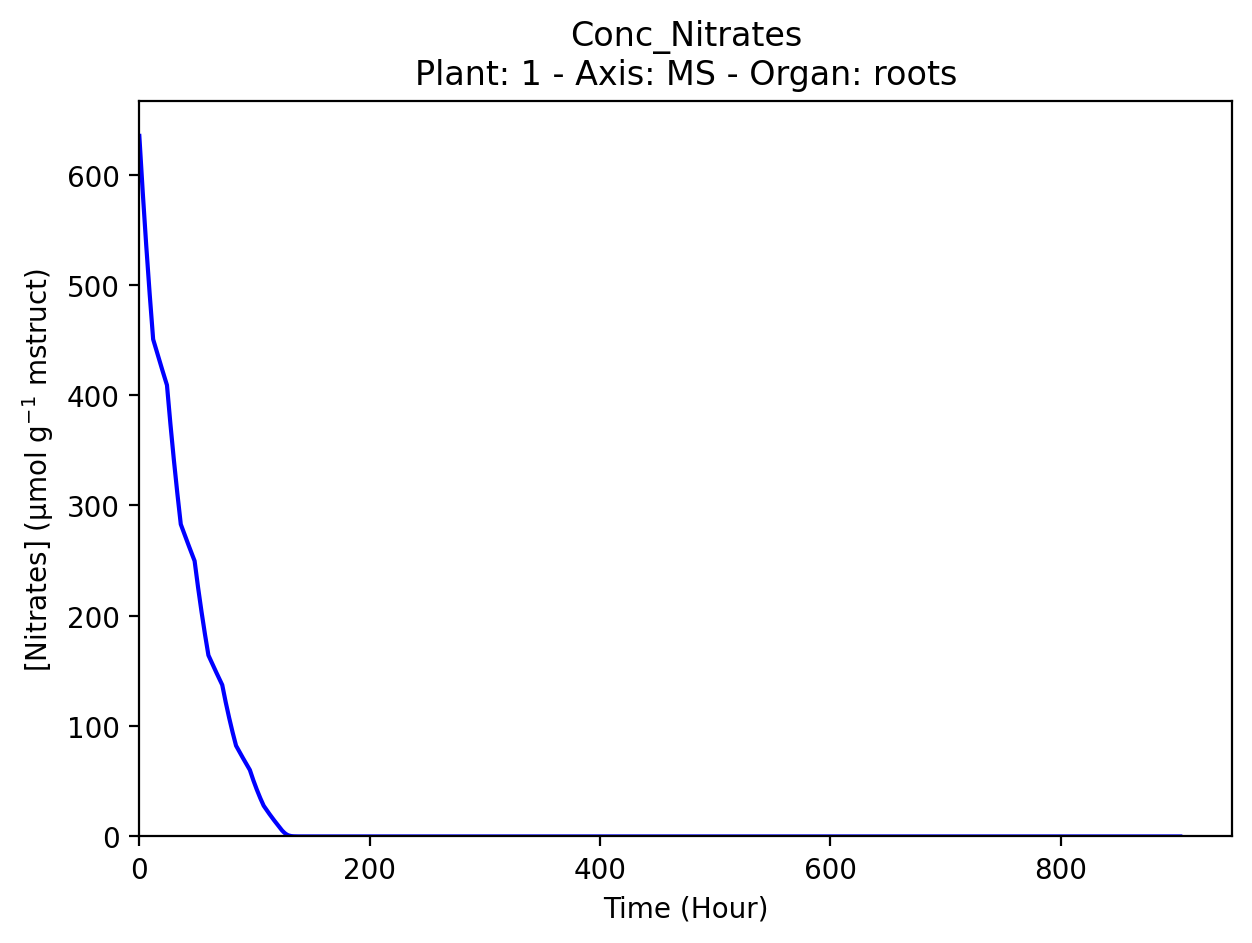 Conc_Nitrates
Plant: 1 - Axis: MS - Organ: roots
600
500
400
300
200
100
0
[Nitrates] (µmol g⁻¹ mstruct)
0 200 400 600 800
Time (Hour)